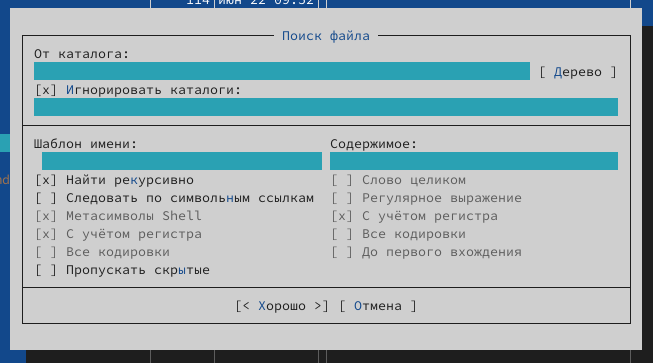 114 июн 22 09:52
Поиск файла
От каталога:
[ Дерево ]
[x] Игнорировать каталоги:
Шаблон имени: Содержимое:
[x] Найти рекурсивно [ ] Слово целиком
[ ] Следовать по символьным ссылкам [ ] Регулярное выражение
[x] Метасимволы Shell [x] С учётом регистра
[x] С учётом регистра [ ] Все кодировки
[ ] Все кодировки [ ] До первого вхождения
[ ] Пропускать скрытые
[< Хорошо >] [ Отмена ]